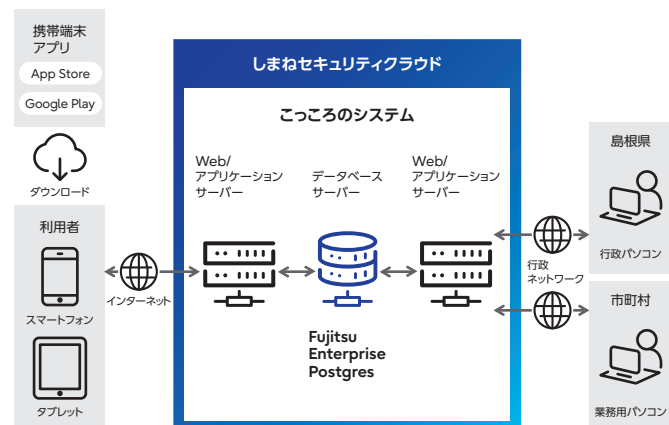 携帯端末
アプリ
App Store
Google Play
ダウンロード
利用者
スマートフォン
タブレット
インターネット
しまねセキュリティクラウド
こっころのシステム
Web/
アプリケーション
サーバー
データベース
サーバー
Web/
アプリケーション
サーバー
Fujitsu
Enterprise
Postgres
行政
ネットワーク
島根県
行政パソコン
市町村
業務用パソコン